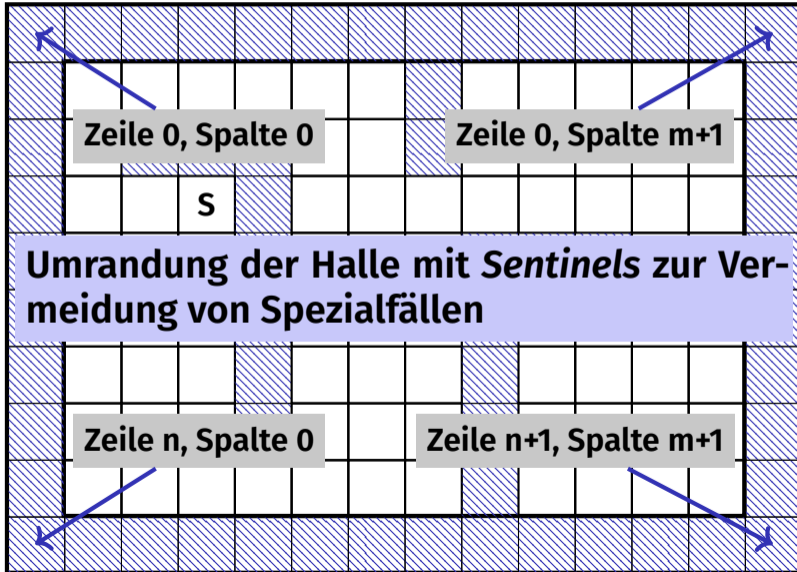 Zeile 0, Spalte 0
Zeile 0, Spalte m+1
S
Umrandung der Halle mit Sentinels zur Ver-
meidung von Spezialfällen
Zeile n, Spalte 0
Zeile n+1, Spalte m+1